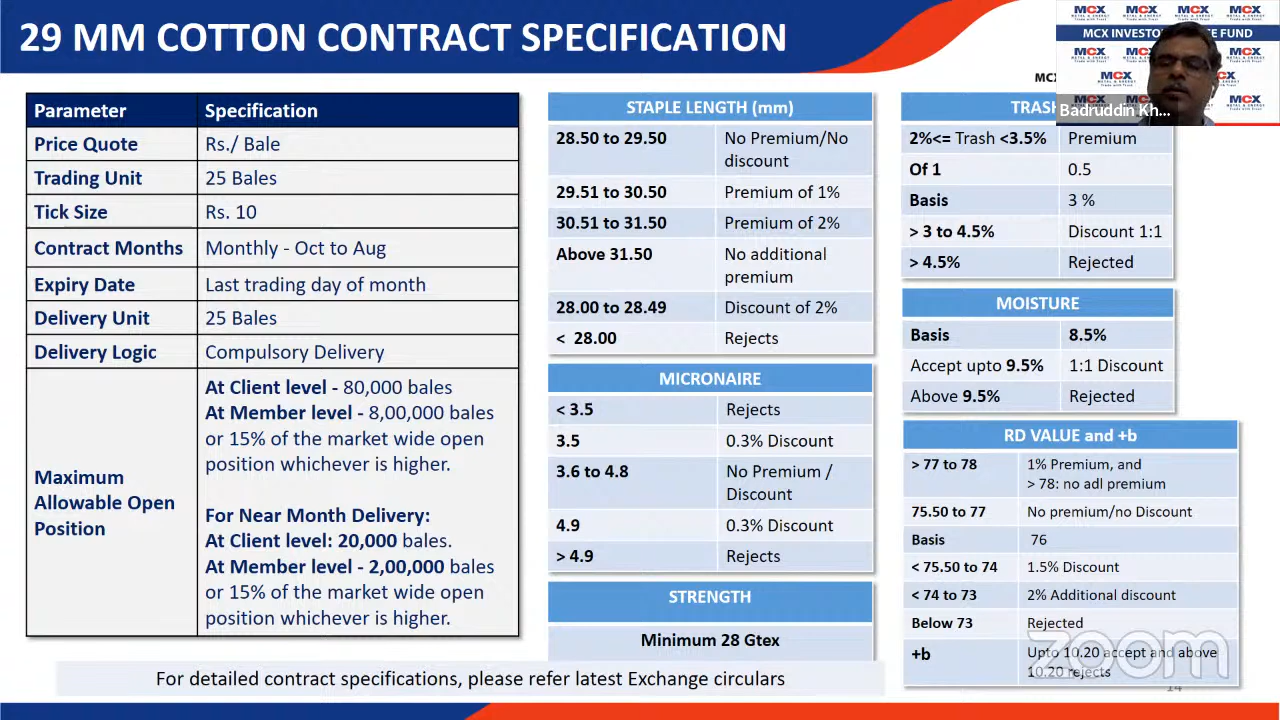 29 MM COTTON CONTRACT SPECIFICATION
MCX
METAL & ENERGY
Trade with Trust
MCX
Badruddin Kh...
Parameter Specification
Price Quote Rs./ Bale
Trading Unit 25 Bales
Tick Size Rs. 10
Contract Months Monthly - Oct to Aug
Expiry Date Last trading day of month
Delivery Unit 25 Bales
Delivery Logic Compulsory Delivery
Maximum
Allowable Open
Position
At Client level - 80,000 bales
At Member level - 8,00,000 bales
or 15% of the market wide open
position whichever is higher.
For Near Month Delivery:
At Client level: 20,000 bales.
At Member level - 2,00,000 bales
or 15% of the market wide open
position whichever is higher.
STAPLE LENGTH (mm)
28.50 to 29.50 No Premium/No
discount
29.51 to 30.50 Premium of 1%
30.51 to 31.50 Premium of 2%
Above 31.50 No additional
premium
28.00 to 28.49 Discount of 2%
< 28.00 Rejects
MICRONAIRE
< 3.5 Rejects
3.5 0.3% Discount
3.6 to 4.8 No Premium /
Discount
4.9 0.3% Discount
> 4.9 Rejects
STRENGTH
Minimum 28 Gtex
TRASH
2%<= Trash <3.5% Premium
Of 1 0.5
Basis 3 %
> 3 to 4.5% Discount 1:1
> 4.5% Rejected
MOISTURE
Basis 8.5%
Accept upto 9.5% 1:1 Discount
Above 9.5% Rejected
RD VALUE and +b
> 77 to 78 1% Premium, and
> 78: no adl premium
75.50 to 77 No premium/no Discount
Basis 76
< 75.50 to 74 1.5% Discount
< 74 to 73 2% Additional discount
Below 73 Rejected
+b Upto 10.20 accept and above
10.20 rejects
zoom
14
For detailed contract specifications, please refer latest Exchange circulars